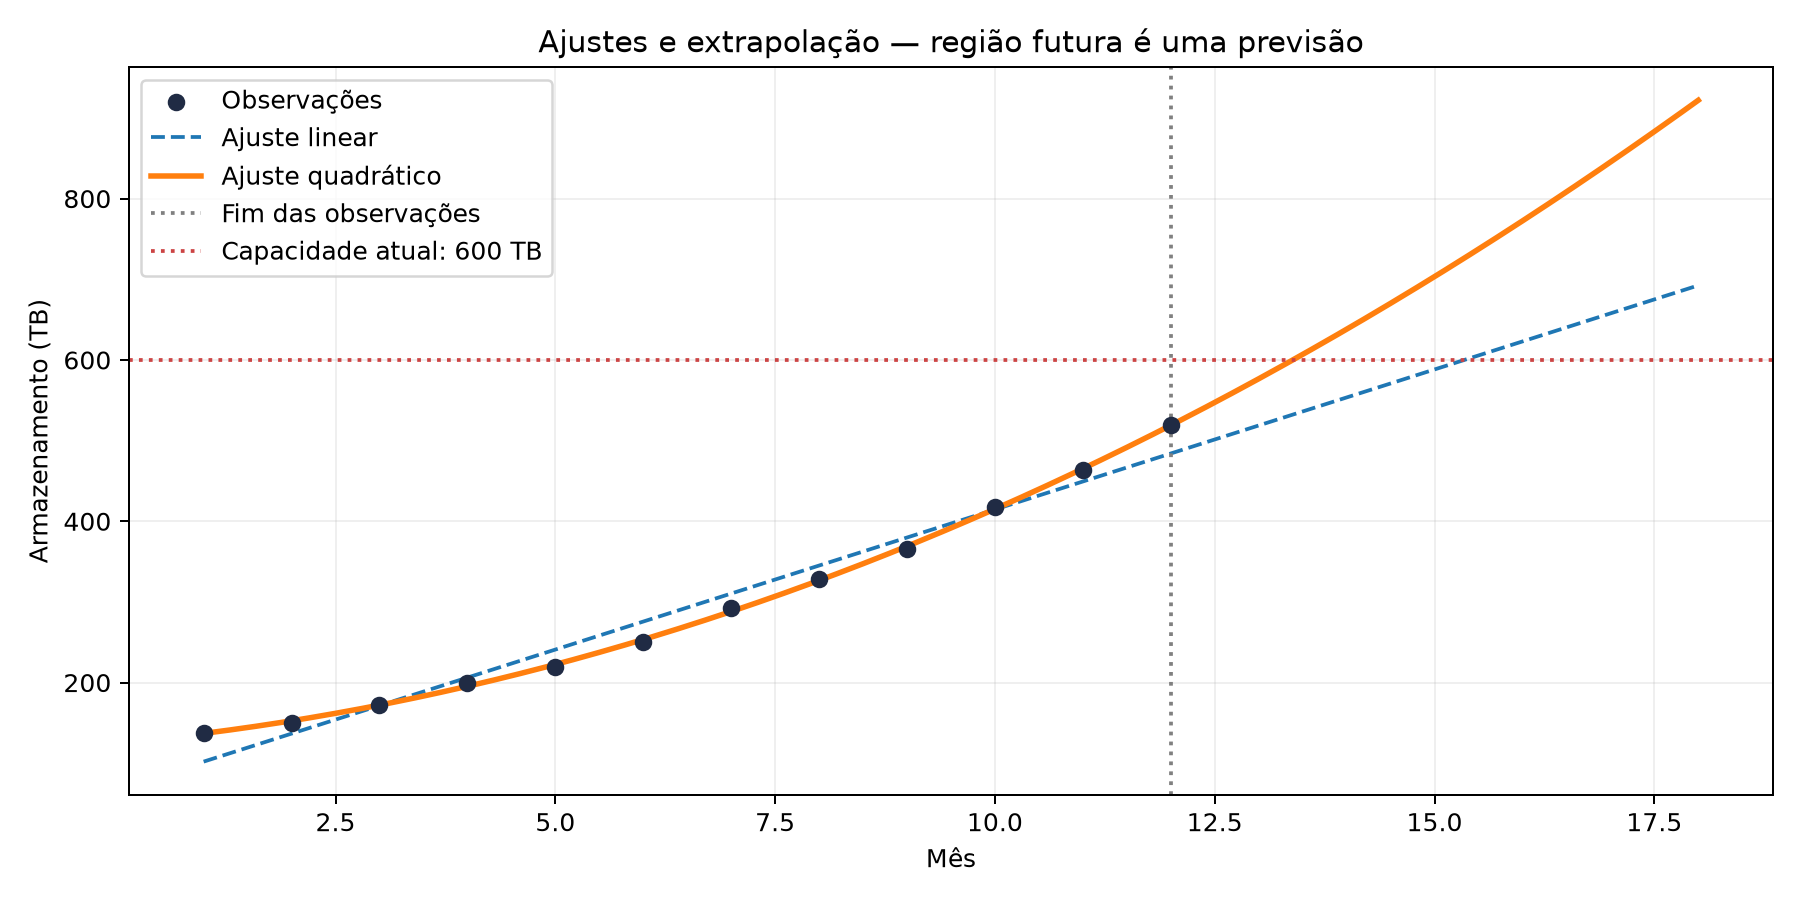 Ajustes e extrapolação — região futura é uma previsão
Observações
Ajuste linear
Ajuste quadrático
Fim das observações
Capacidade atual: 600 TB
Armazenamento (TB)
800
600
400
200
2.5 5.0 7.5 10.0 12.5 15.0 17.5
Mês